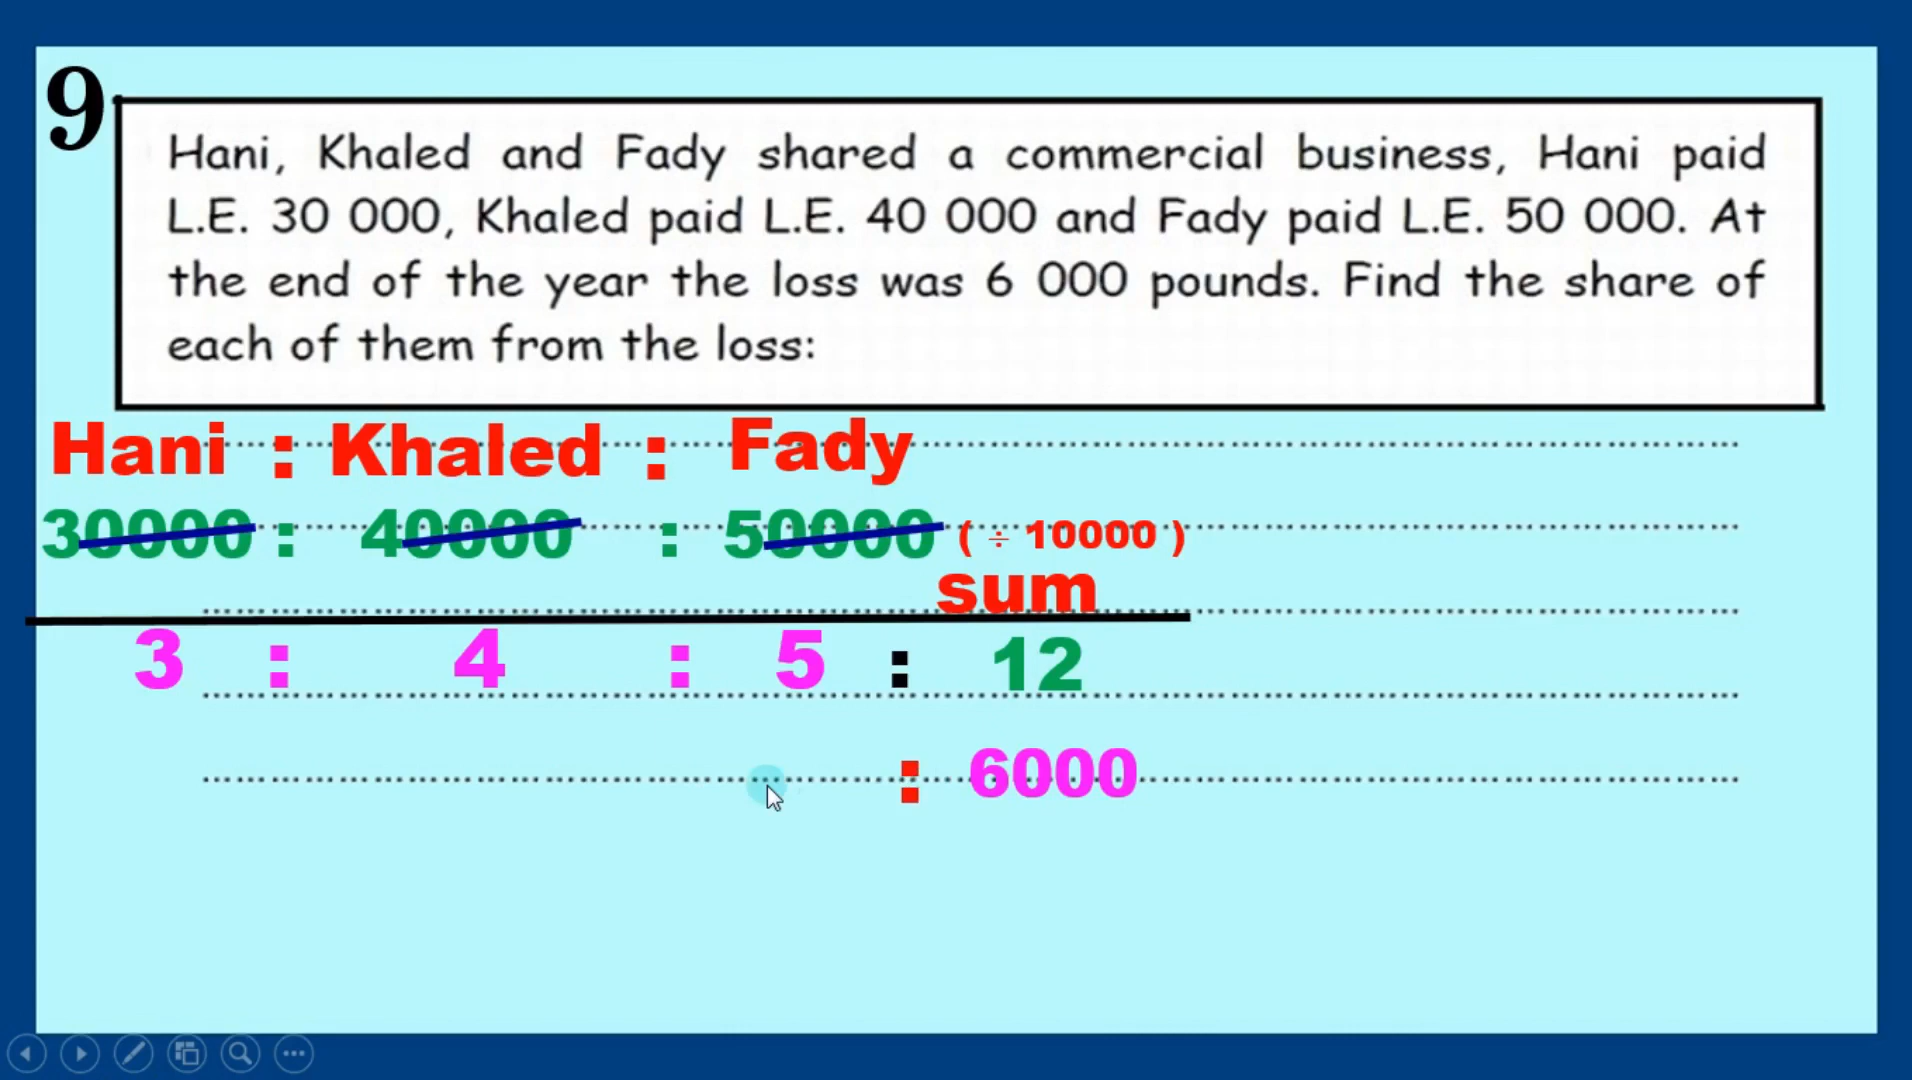 9
Hani, Khaled and Fady shared a commercial business, Hani paid
L.E. 30 000, Khaled paid L.E. 40 000 and Fady paid L.E. 50 000. At
the end of the year the loss was 6 000 pounds. Find the share of
each of them from the loss:
Hani : Khaled : Fady
30000 : 40000 : 50000 ( ÷ 10000 )
sum
3 : 4 : 5 : 12
: 6000